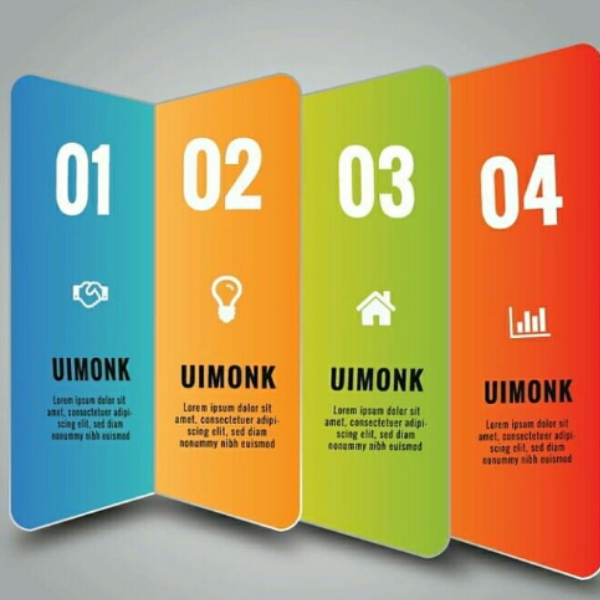 01
UIMONK
Lorem ipsum dolor sit
amet, consectetuer adipi-
scing elit, sed diam
nonummy nibh euismod
02
UIMONK
Lorem ipsum dolor sit
amet, consectetuer adipi-
scing elit, sed diam
nonummy nibh euismod
03
UIMONK
Lorem ipsum dolor sit
amet, consectetuer adipi-
scing elit, sed diam
nonummy nibh euismod
04
UIMONK
Lorem ipsum dolor sit
amet, consectetuer adipi-
scing elit, sed diam
nonummy nibh euismod